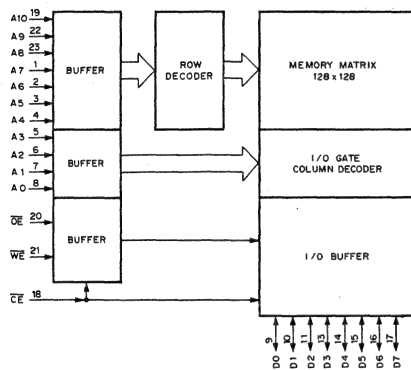 A10 19
A9 22
A8 23
A7 1
A6 2
A5 3
A4 4
A3 5
A2 6
A1 7
A0 8
OE 20
WE 21
CE 18
BUFFER
BUFFER
BUFFER
ROW
DECODER
MEMORY MATRIX
128 x 128
I/O GATE
COLUMN DECODER
I/O BUFFER
9 10 11 13 14 15 16 17
D0 D1 D2 D3 D4 D5 D6 D7